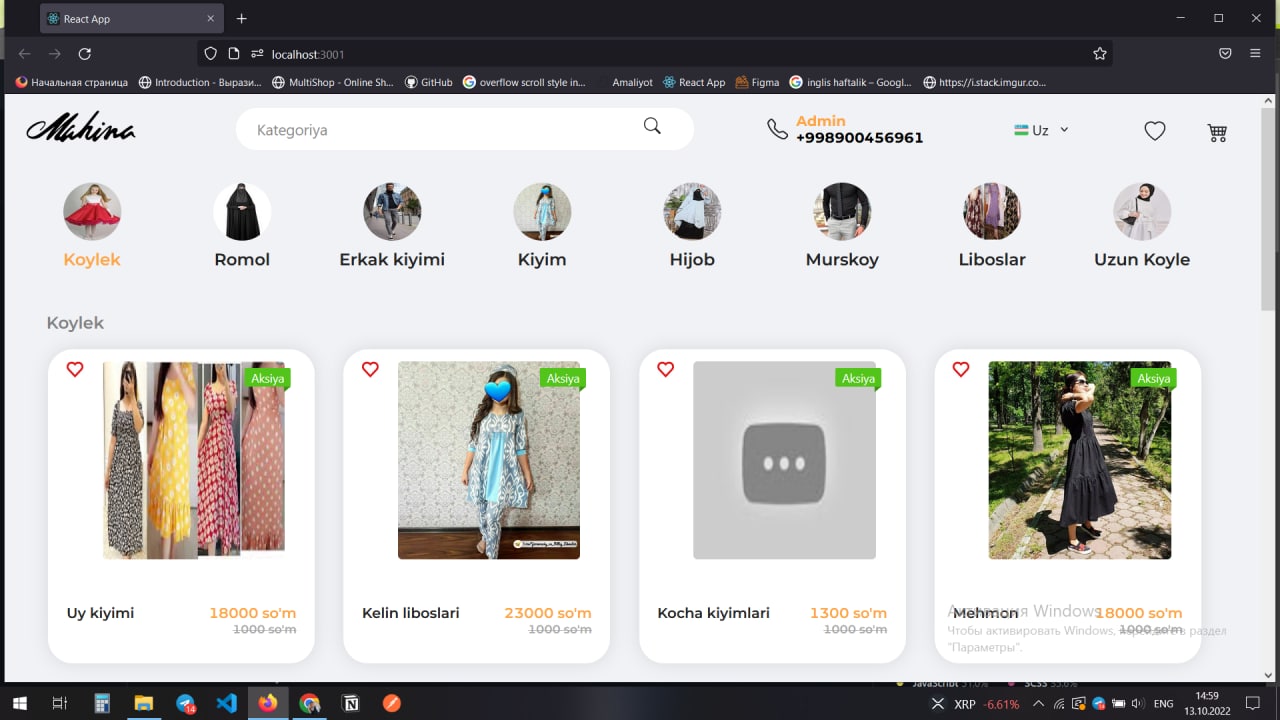 React App
localhost:3001
Начальная страница
Introduction - Вырази...
MultiShop - Online Sh...
GitHub
overflow scroll style in...
Amaliyot
React App
Figma
inglis haftalik – Googl...
https://i.stack.imgur.co...
Mahina
Kategoriya
Admin
+998900456961
Uz
Koylek
Romol
Erkak kiyimi
Kiyim
Hijob
Murskoy
Liboslar
Uzun Koyle
Koylek
Aksiya
Aksiya
Aksiya
Aksiya
Uy kiyimi
18000 so'm
1000 so'm
Kelin liboslari
23000 so'm
1000 so'm
Kocha kiyimlari
1300 so'm
1000 so'm
Mehmon
18000 so'm
1000 so'm
Активация Windows
Чтобы активировать Windows, перейдите в раздел
"Параметры".
JavaScript 51.0%
SCSS 35.6%
14
XRP -6.61%
ENG
14:59
13.10.2022